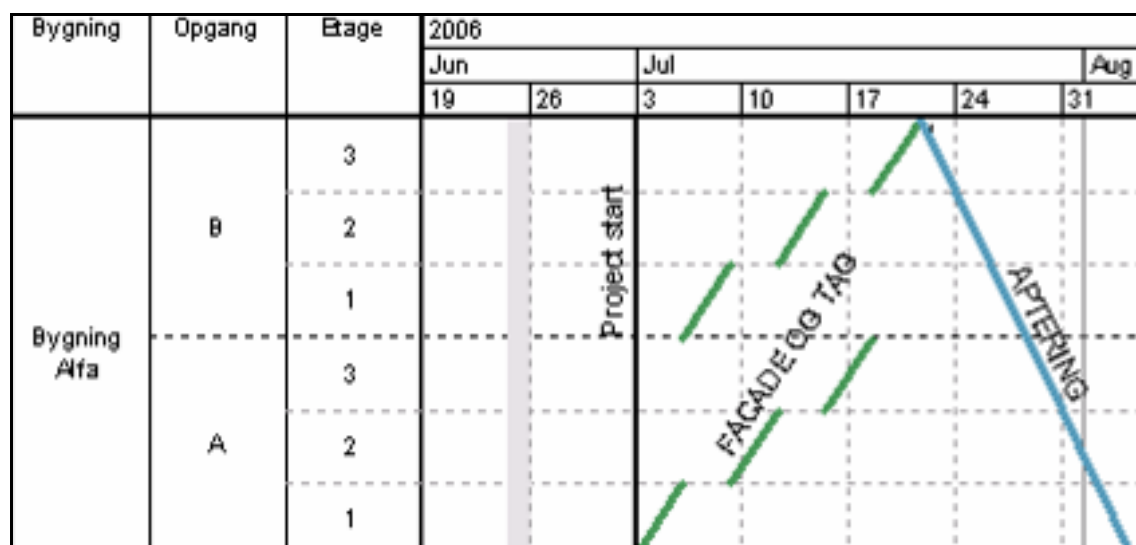 Bygning Opgang Etage 2006
Jun Jul Aug
19 26 3 10 17 24 31
3
B 2
1
Bygning
Alfa
3
A 2
1
Project start
FACADE OG TAG
APTERING